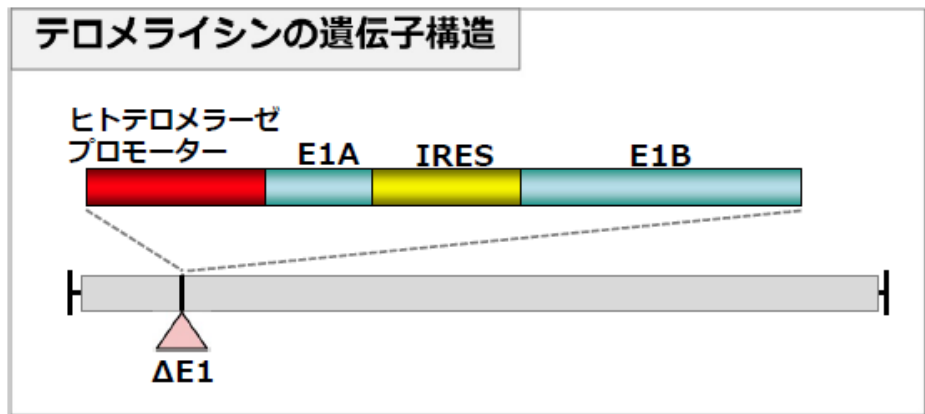 テロメライシンの遺伝子構造
ヒトテロメラーゼ
プロモーター
E1A
IRES
E1B
ΔE1